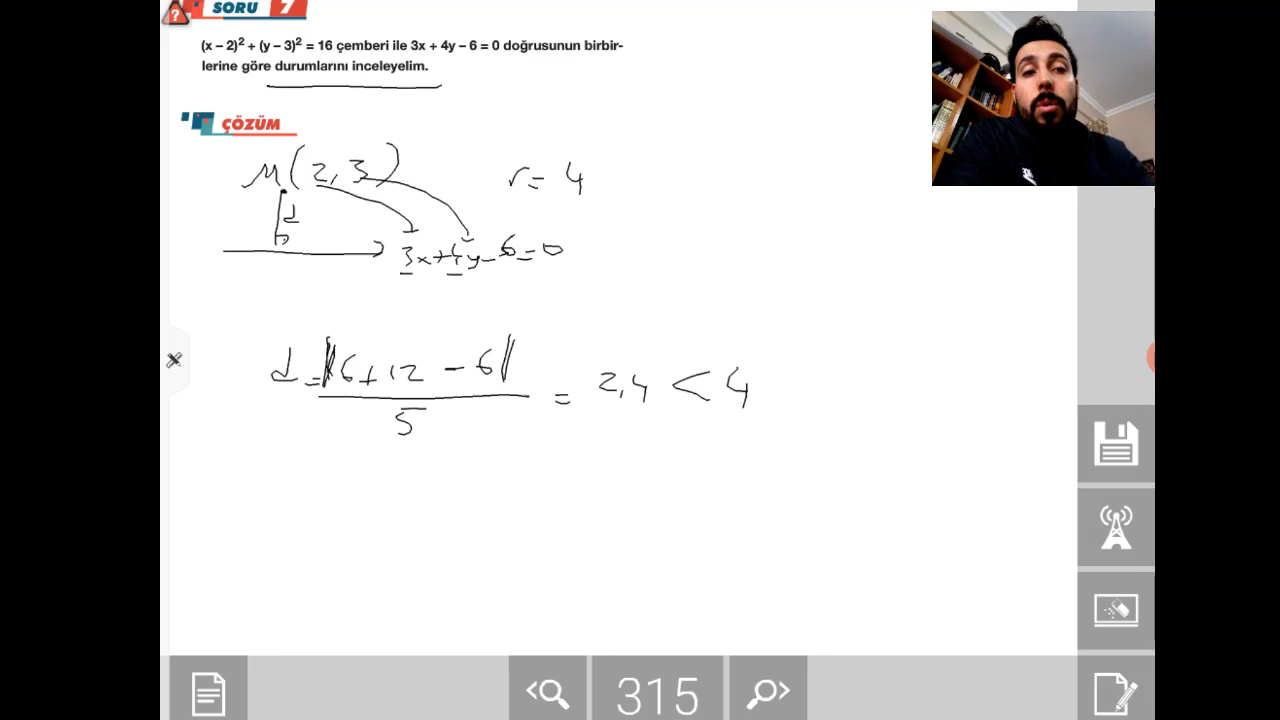 SORU 7
(x – 2)² + (y – 3)² = 16 çemberi ile 3x + 4y – 6 = 0 doğrusunun birbir-
lerine göre durumlarını inceleyelim.
ÇÖZÜM
M(2,3) r = 4
d
3x+4y-6=0
d = |6+12-6|
5
= 2,4 < 4
315